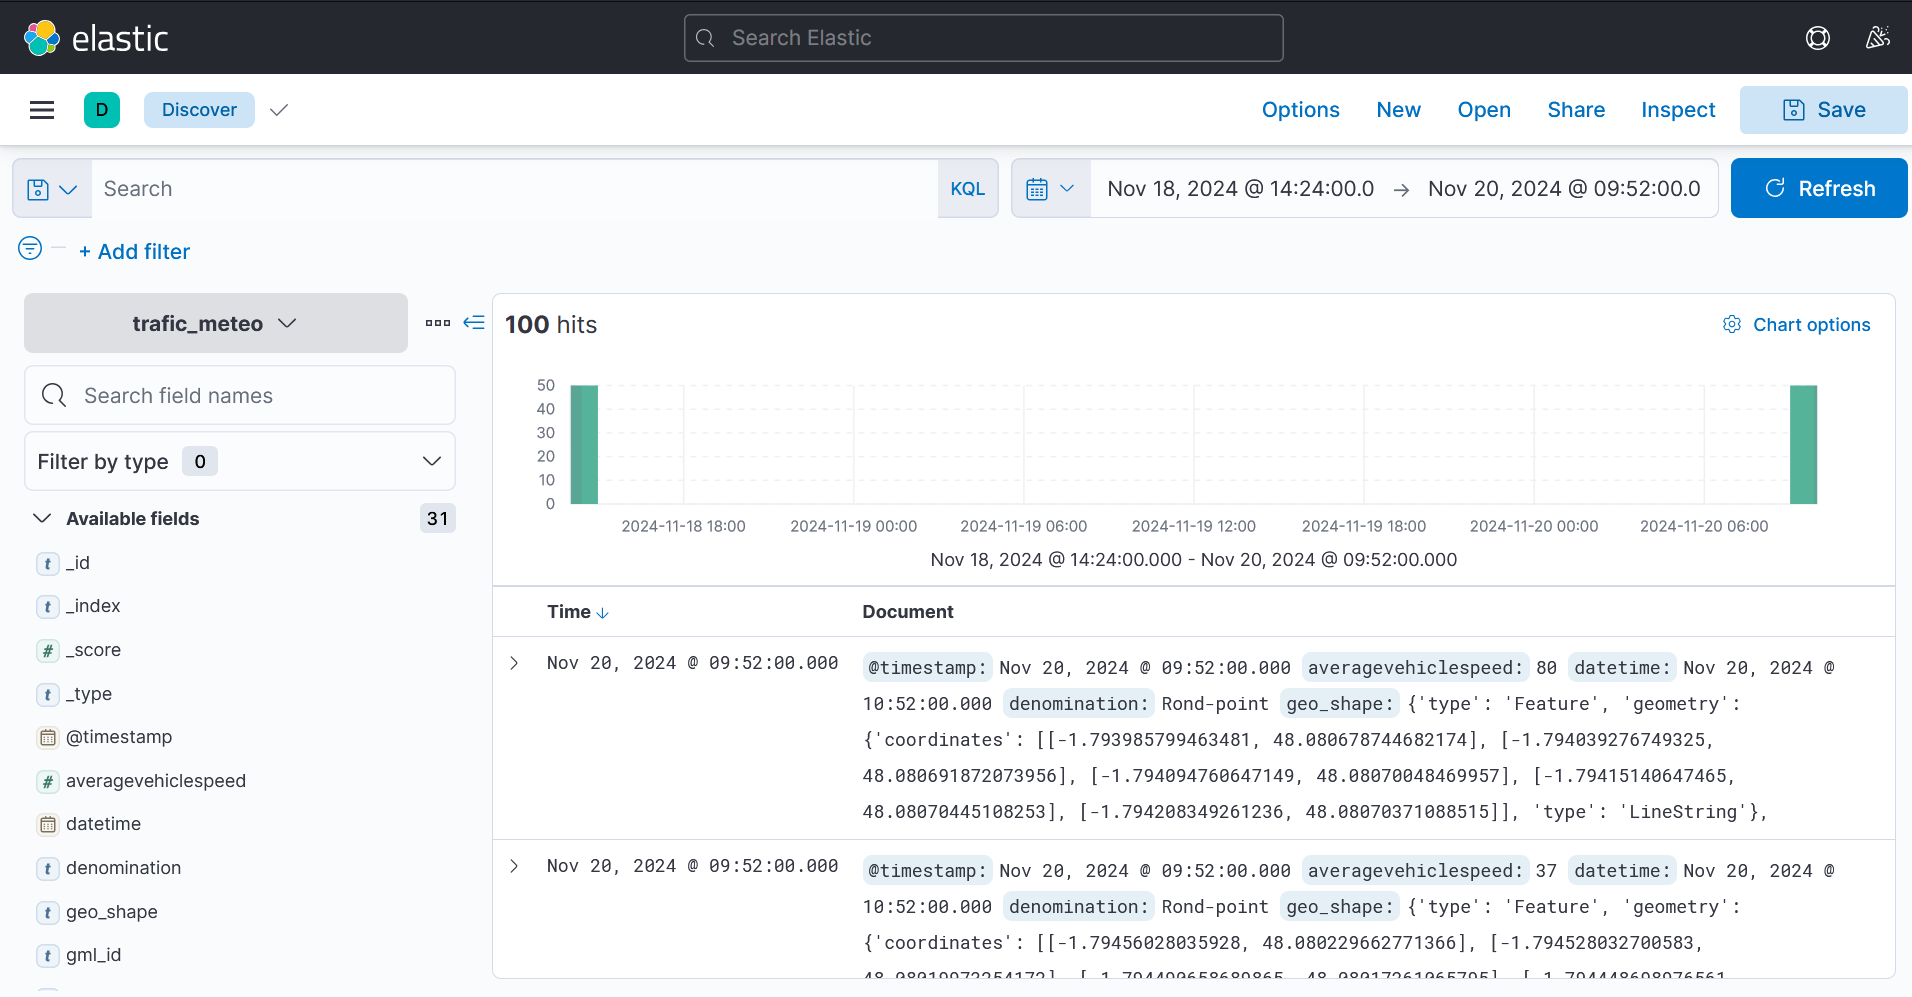 elastic
Search Elastic
D
Discover
Options
New
Open
Share
Inspect
Save
Search
KQL
Nov 18, 2024 @ 14:24:00.0 → Nov 20, 2024 @ 09:52:00.0
Refresh
+ Add filter
trafic_meteo
Search field names
Filter by type 0
Available fields 31
t _id
t _index
# _score
t _type
@timestamp
# averagevehiclespeed
datetime
t denomination
t geo_shape
t gml_id
100 hits
Chart options
50
40
30
20
10
0
2024-11-18 18:00
2024-11-19 00:00
2024-11-19 06:00
2024-11-19 12:00
2024-11-19 18:00
2024-11-20 00:00
2024-11-20 06:00
Nov 18, 2024 @ 14:24:00.000 - Nov 20, 2024 @ 09:52:00.000
Time ↓ Document
Nov 20, 2024 @ 09:52:00.000
@timestamp: Nov 20, 2024 @ 09:52:00.000 averagevehiclespeed: 80 datetime: Nov 20, 2024 @
10:52:00.000 denomination: Rond-point geo_shape: {'type': 'Feature', 'geometry':
{'coordinates': [[-1.793985799463481, 48.080678744682174], [-1.794039276749325,
48.080691872073956], [-1.794094760647149, 48.08070048469957], [-1.79415140647465,
48.08070445108253], [-1.794208349261236, 48.08070371088515]], 'type': 'LineString'},
Nov 20, 2024 @ 09:52:00.000
@timestamp: Nov 20, 2024 @ 09:52:00.000 averagevehiclespeed: 37 datetime: Nov 20, 2024 @
10:52:00.000 denomination: Rond-point geo_shape: {'type': 'Feature', 'geometry':
{'coordinates': [[-1.79456028035928, 48.080229662771366], [-1.794528032700583,